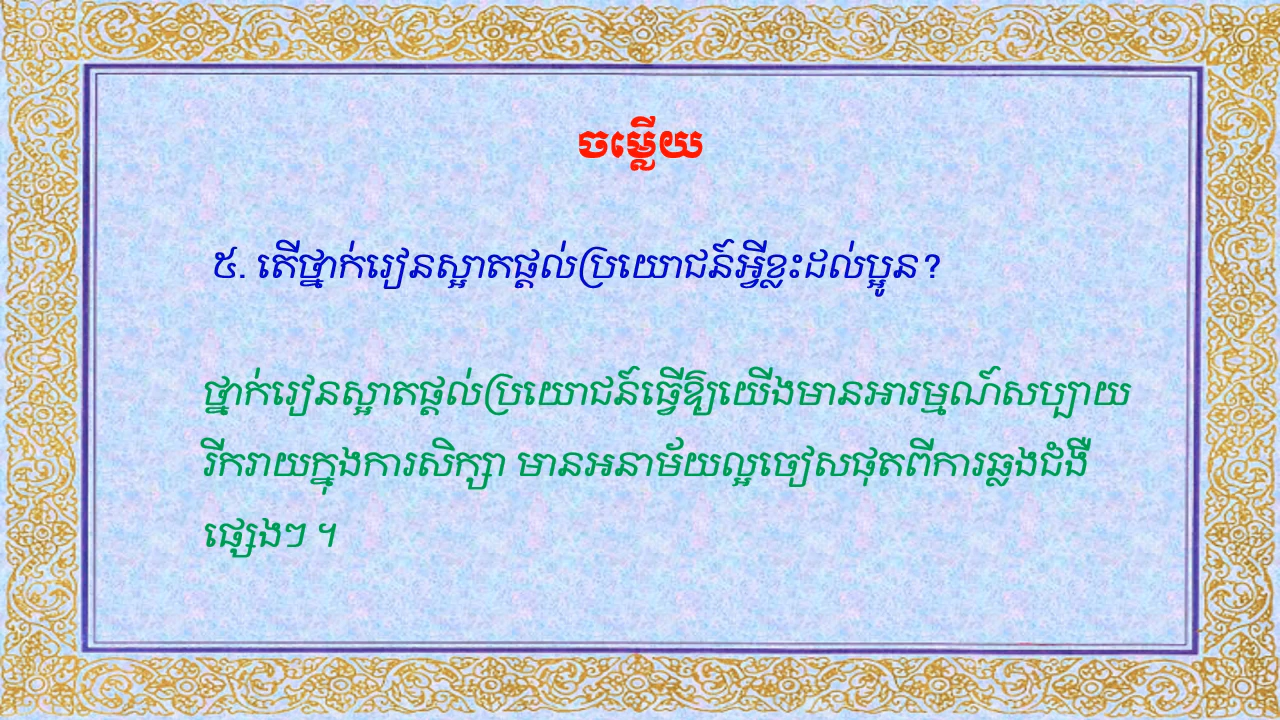 ចម្លើយ
៥. តើថ្នាក់រៀនស្អាតផ្តល់ប្រយោជន៍អ្វីខ្លះដល់ប្អូន?
ថ្នាក់រៀនស្អាតផ្តល់ប្រយោជន៍ធ្វើឱ្យយើងមានអារម្មណ៍សប្បាយ
រីករាយក្នុងការសិក្សា មានអនាម័យល្អចៀសផុតពីការឆ្លងជំងឺ
ផ្សេងៗ ។